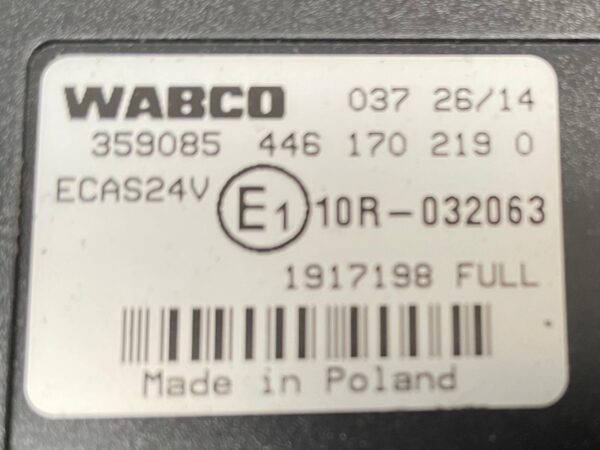 WABCO 037 26/14
359085 446 170 219 0
ECAS24V E1 10R-032063
1917198 FULL
Made in Poland